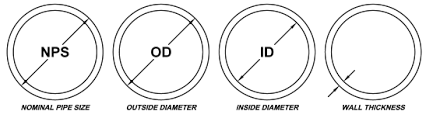 NPS
OD
ID
NOMINAL PIPE SIZE
OUTSIDE DIAMETER
INSIDE DIAMETER
WALL THICKNESS